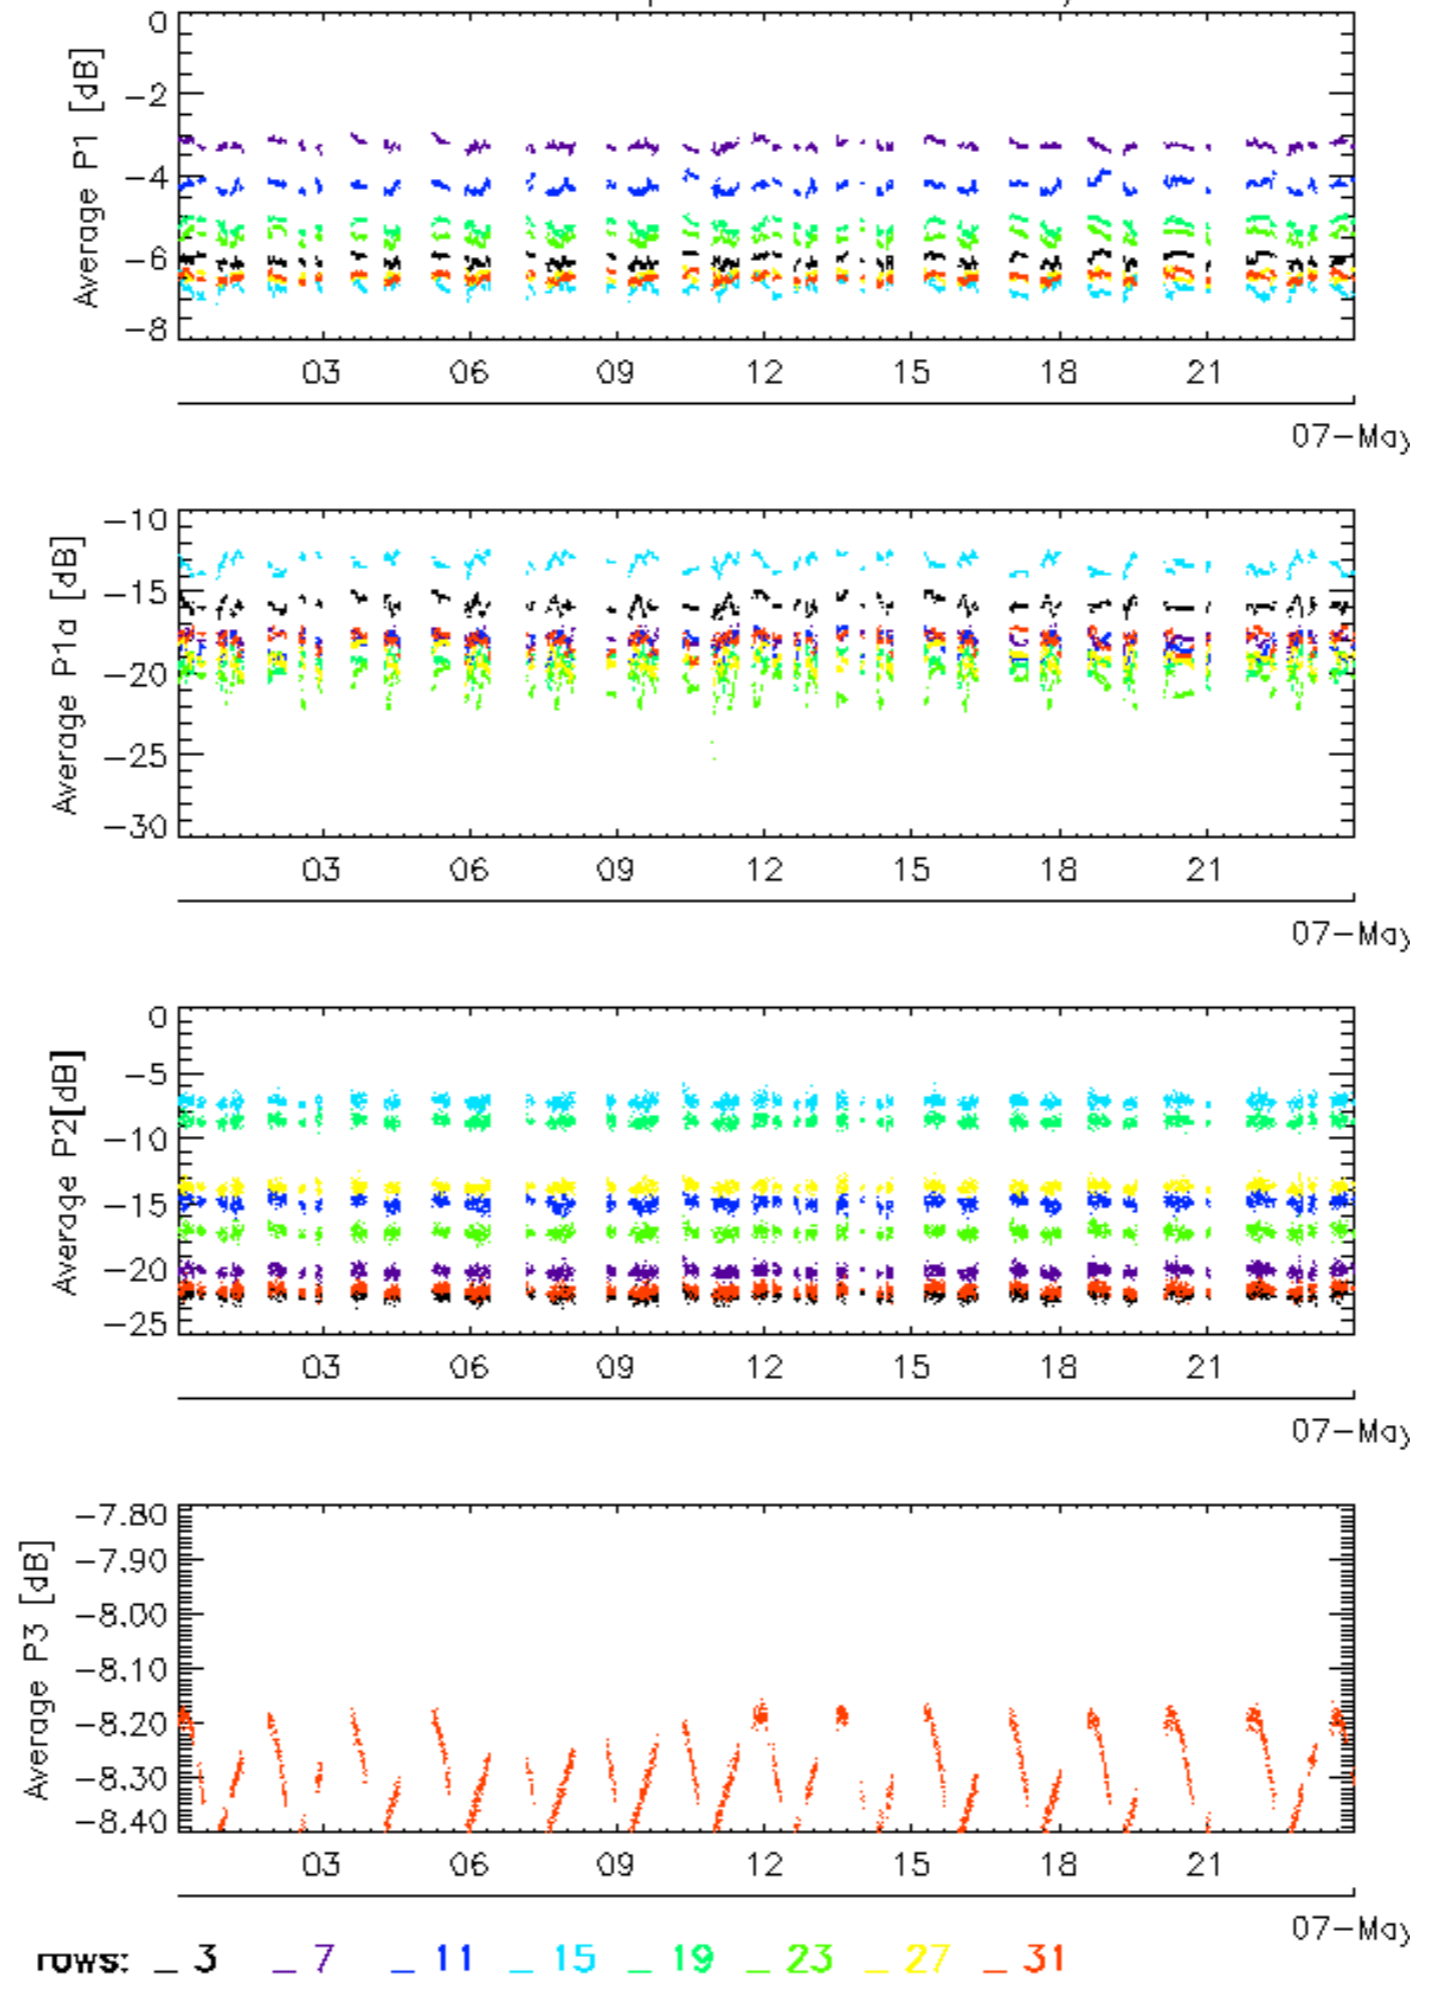 0
-2
-4
-6
-8
Average P1 [dB]
03 06 09 12 15 18 21
07-May
-10
-15
-20
-25
-30
Average P1a [dB]
03 06 09 12 15 18 21
07-May
0
-5
-10
-15
-20
-25
Average P2[dB]
03 06 09 12 15 18 21
07-May
-7.80
-7.90
-8.00
-8.10
-8.20
-8.30
-8.40
Average P3 [dB]
03 06 09 12 15 18 21
07-May
rows: _ 3 _ 7 _ 11 _ 15 _ 19 _ 23 _ 27 _ 31